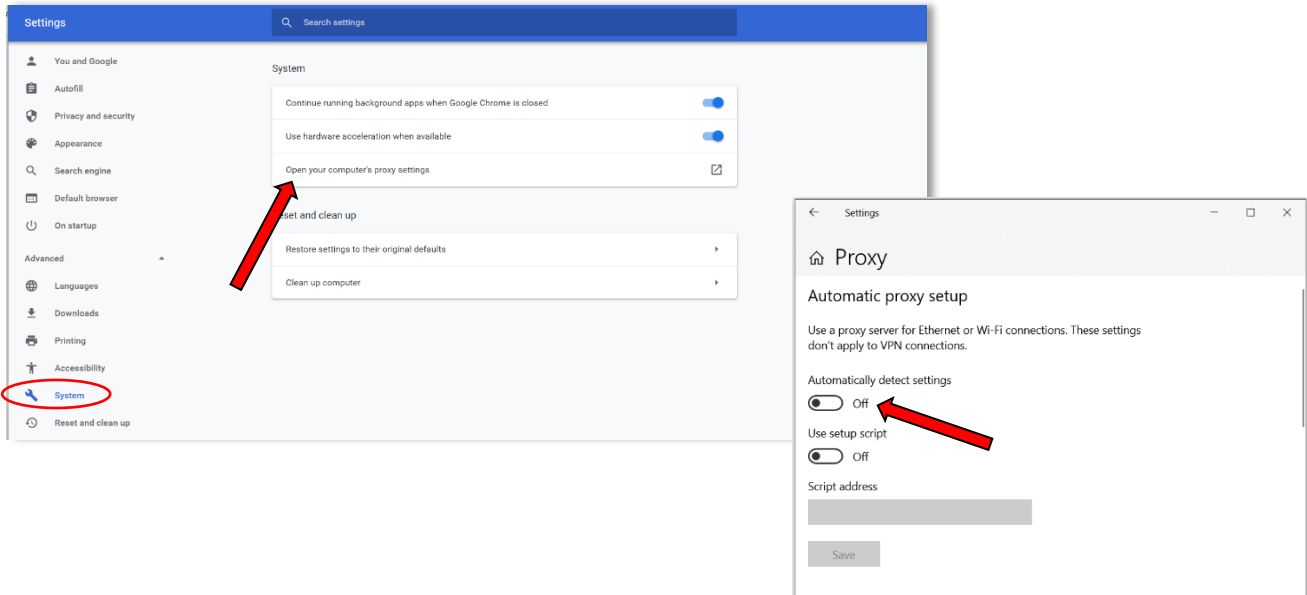 Settings
Search settings
You and Google
Autofill
Privacy and security
Appearance
Search engine
Default browser
On startup
Advanced
Languages
Downloads
Printing
Accessibility
System
Reset and clean up
System
Continue running background apps when Google Chrome is closed
Use hardware acceleration when available
Open your computer's proxy settings
eset and clean up
Restore settings to their original defaults
Clean up computer
Settings
Proxy
Automatic proxy setup
Use a proxy server for Ethernet or Wi-Fi connections. These settings
don't apply to VPN connections.
Automatically detect settings
Off
Use setup script
Off
Script address
Save